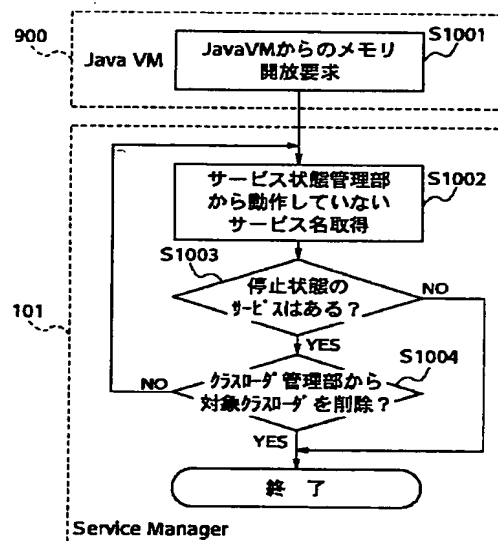 900
Java VM
JavaVMからのメモリ
開放要求
S1001
101
サービス状態管理部
から動作していない
サービス名取得
S1002
S1003
停止状態の
ｻｰﾋﾞｽはある？
NO
YES
S1004
NO
ｸﾗｽﾛｰﾀﾞ管理部から
対象ｸﾗｽﾛｰﾀﾞを削除？
YES
終 了
Service Manager